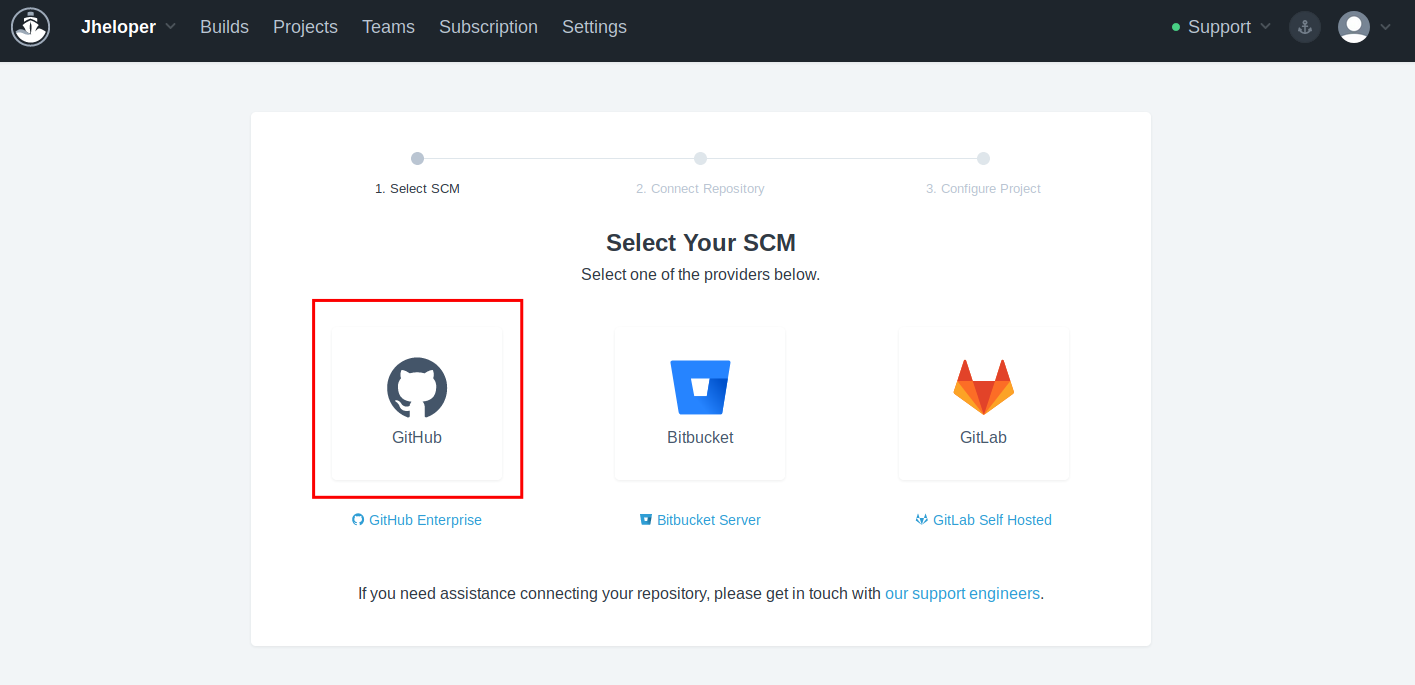 Jheloper Builds Projects Teams Subscription Settings Support
1. Select SCM 2. Connect Repository 3. Configure Project
Select Your SCM
Select one of the providers below.
GitHub Bitbucket GitLab
GitHub Enterprise Bitbucket Server GitLab Self Hosted
If you need assistance connecting your repository, please get in touch with our support engineers.